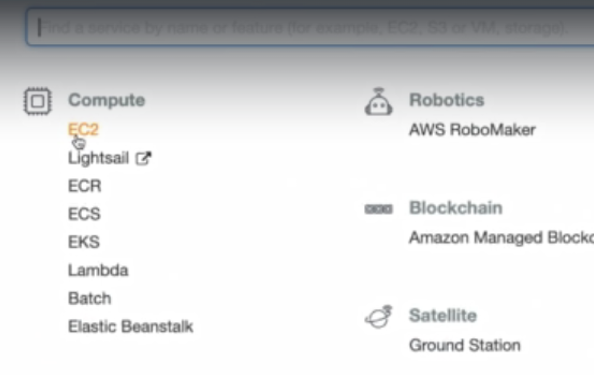 Find a service by name or feature (for example, EC2, S3 or VM, storage).
Compute
EC2
Lightsail
ECR
ECS
EKS
Lambda
Batch
Elastic Beanstalk
Robotics
AWS RoboMaker
Blockchain
Amazon Managed Blockc
Satellite
Ground Station